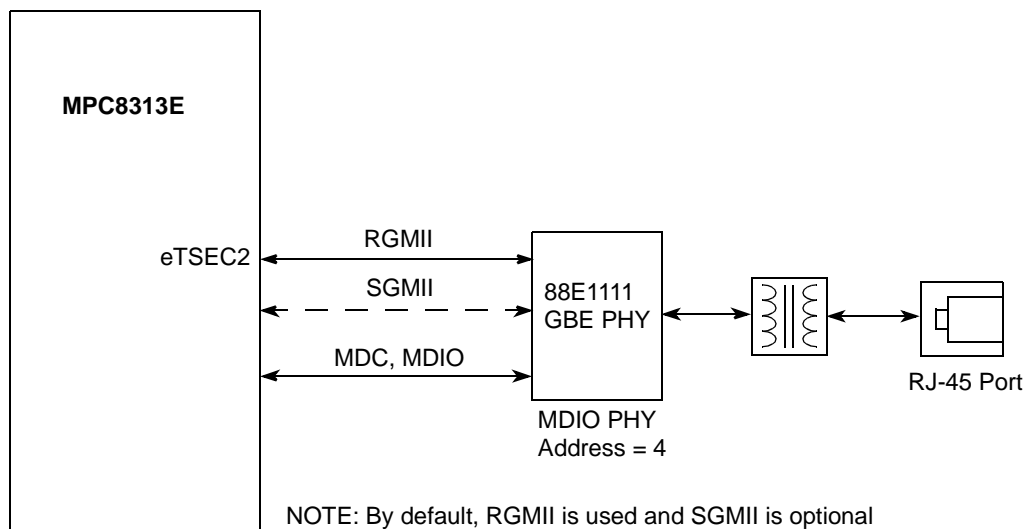 MPC8313E
eTSEC2
RGMII
SGMII
MDC, MDIO
88E1111
GBE PHY
MDIO PHY
Address = 4
RJ-45 Port
NOTE: By default, RGMII is used and SGMII is optional